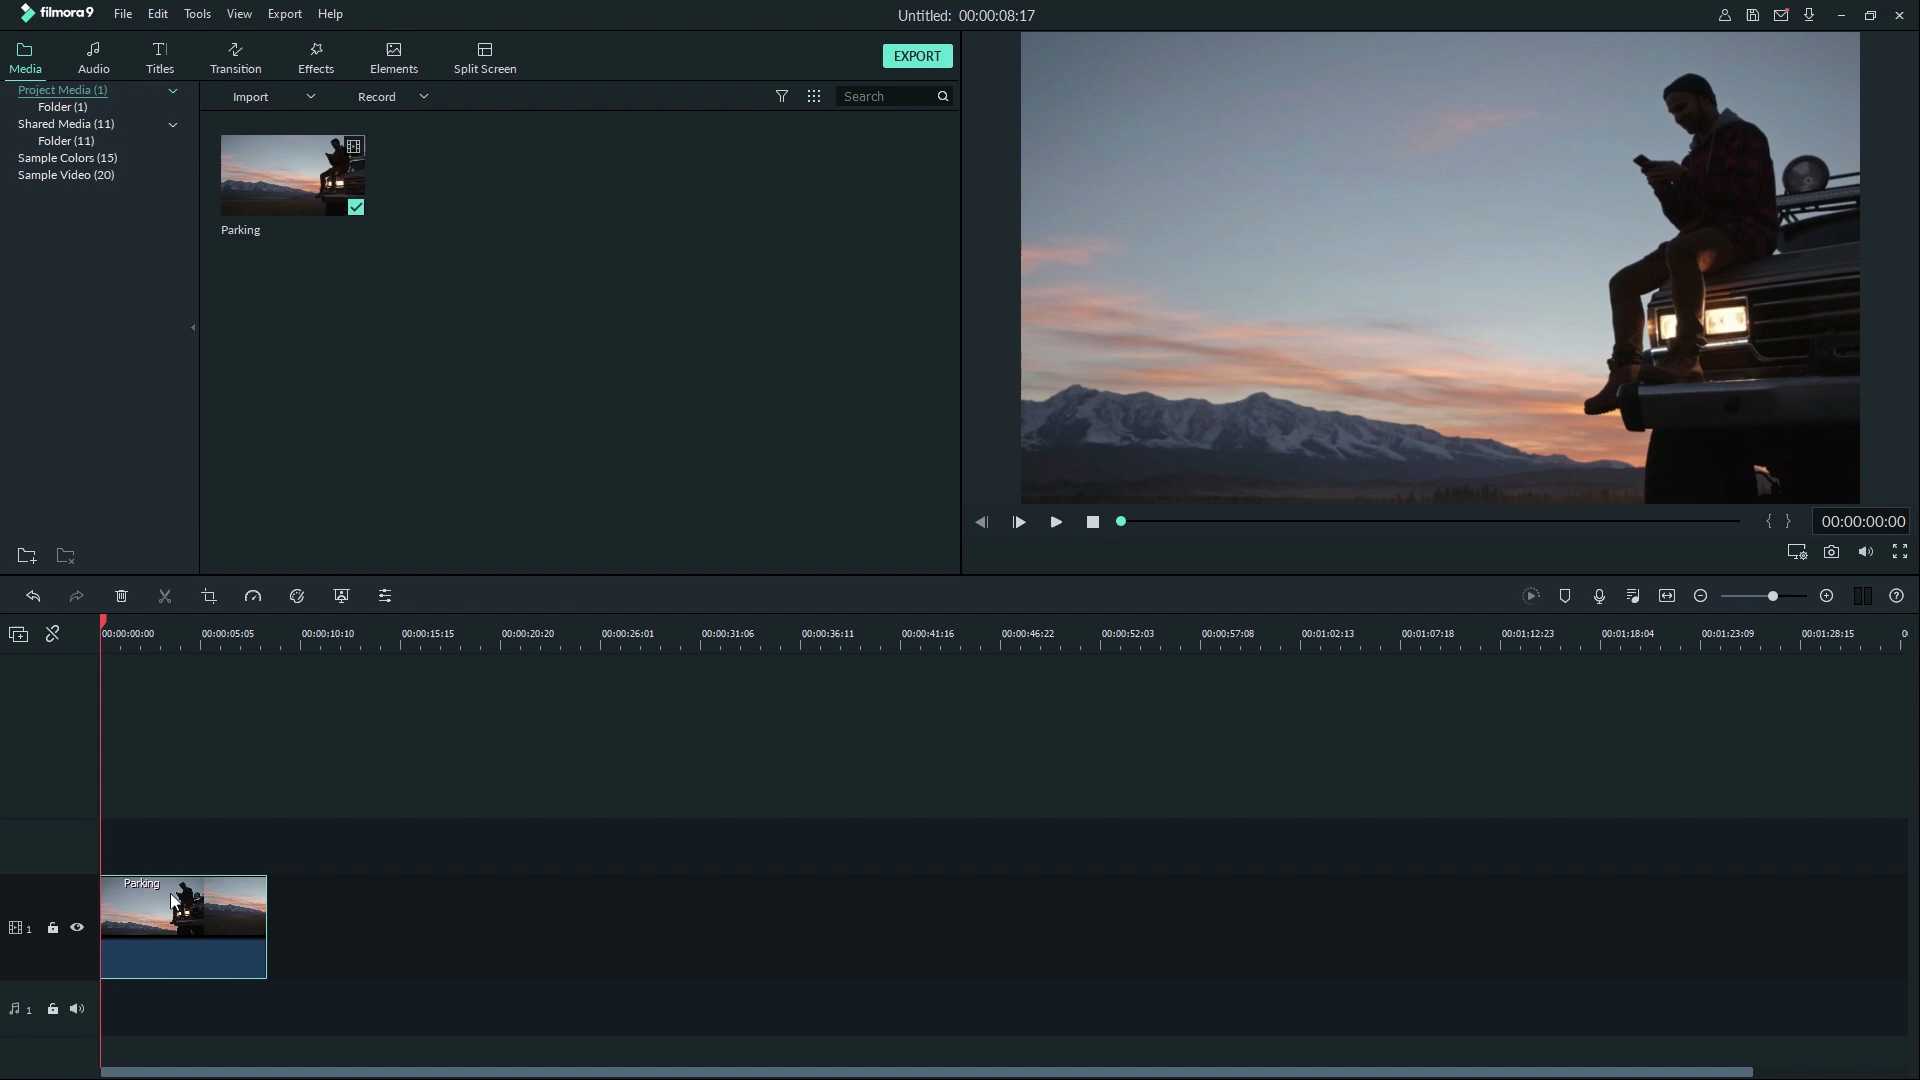 filmora9 File Edit Tools View Export Help Untitled: 00:00:08:17
Media Audio Titles Transition Effects Elements Split Screen EXPORT
Project Media (1)
Folder (1)
Shared Media (11)
Folder (11)
Sample Colors (15)
Sample Video (20)
Import Record Search
Parking
00:00:00:00
00:00:00:00 00:00:05:05 00:00:10:10 00:00:15:15 00:00:20:20 00:00:26:01 00:00:31:06 00:00:36:11 00:00:41:16 00:00:46:22 00:00:52:03 00:00:57:08 00:01:02:13 00:01:07:18 00:01:12:23 00:01:18:04 00:01:23:09 00:01:28:15
Parking
1
1